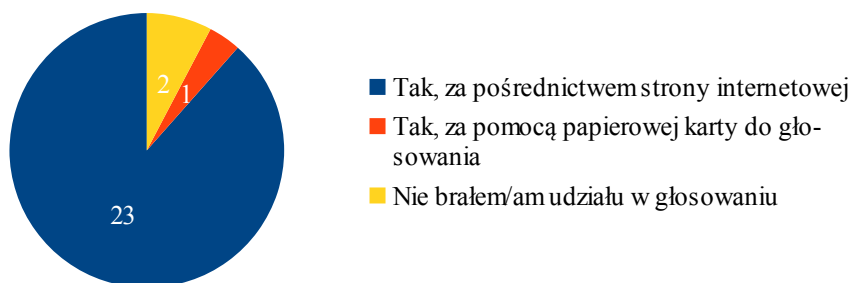 2
1
23
Tak, za pośrednictwem strony internetowej
Tak, za pomocą papierowej karty do gło-
sowania
Nie brałem/am udziału w głosowaniu